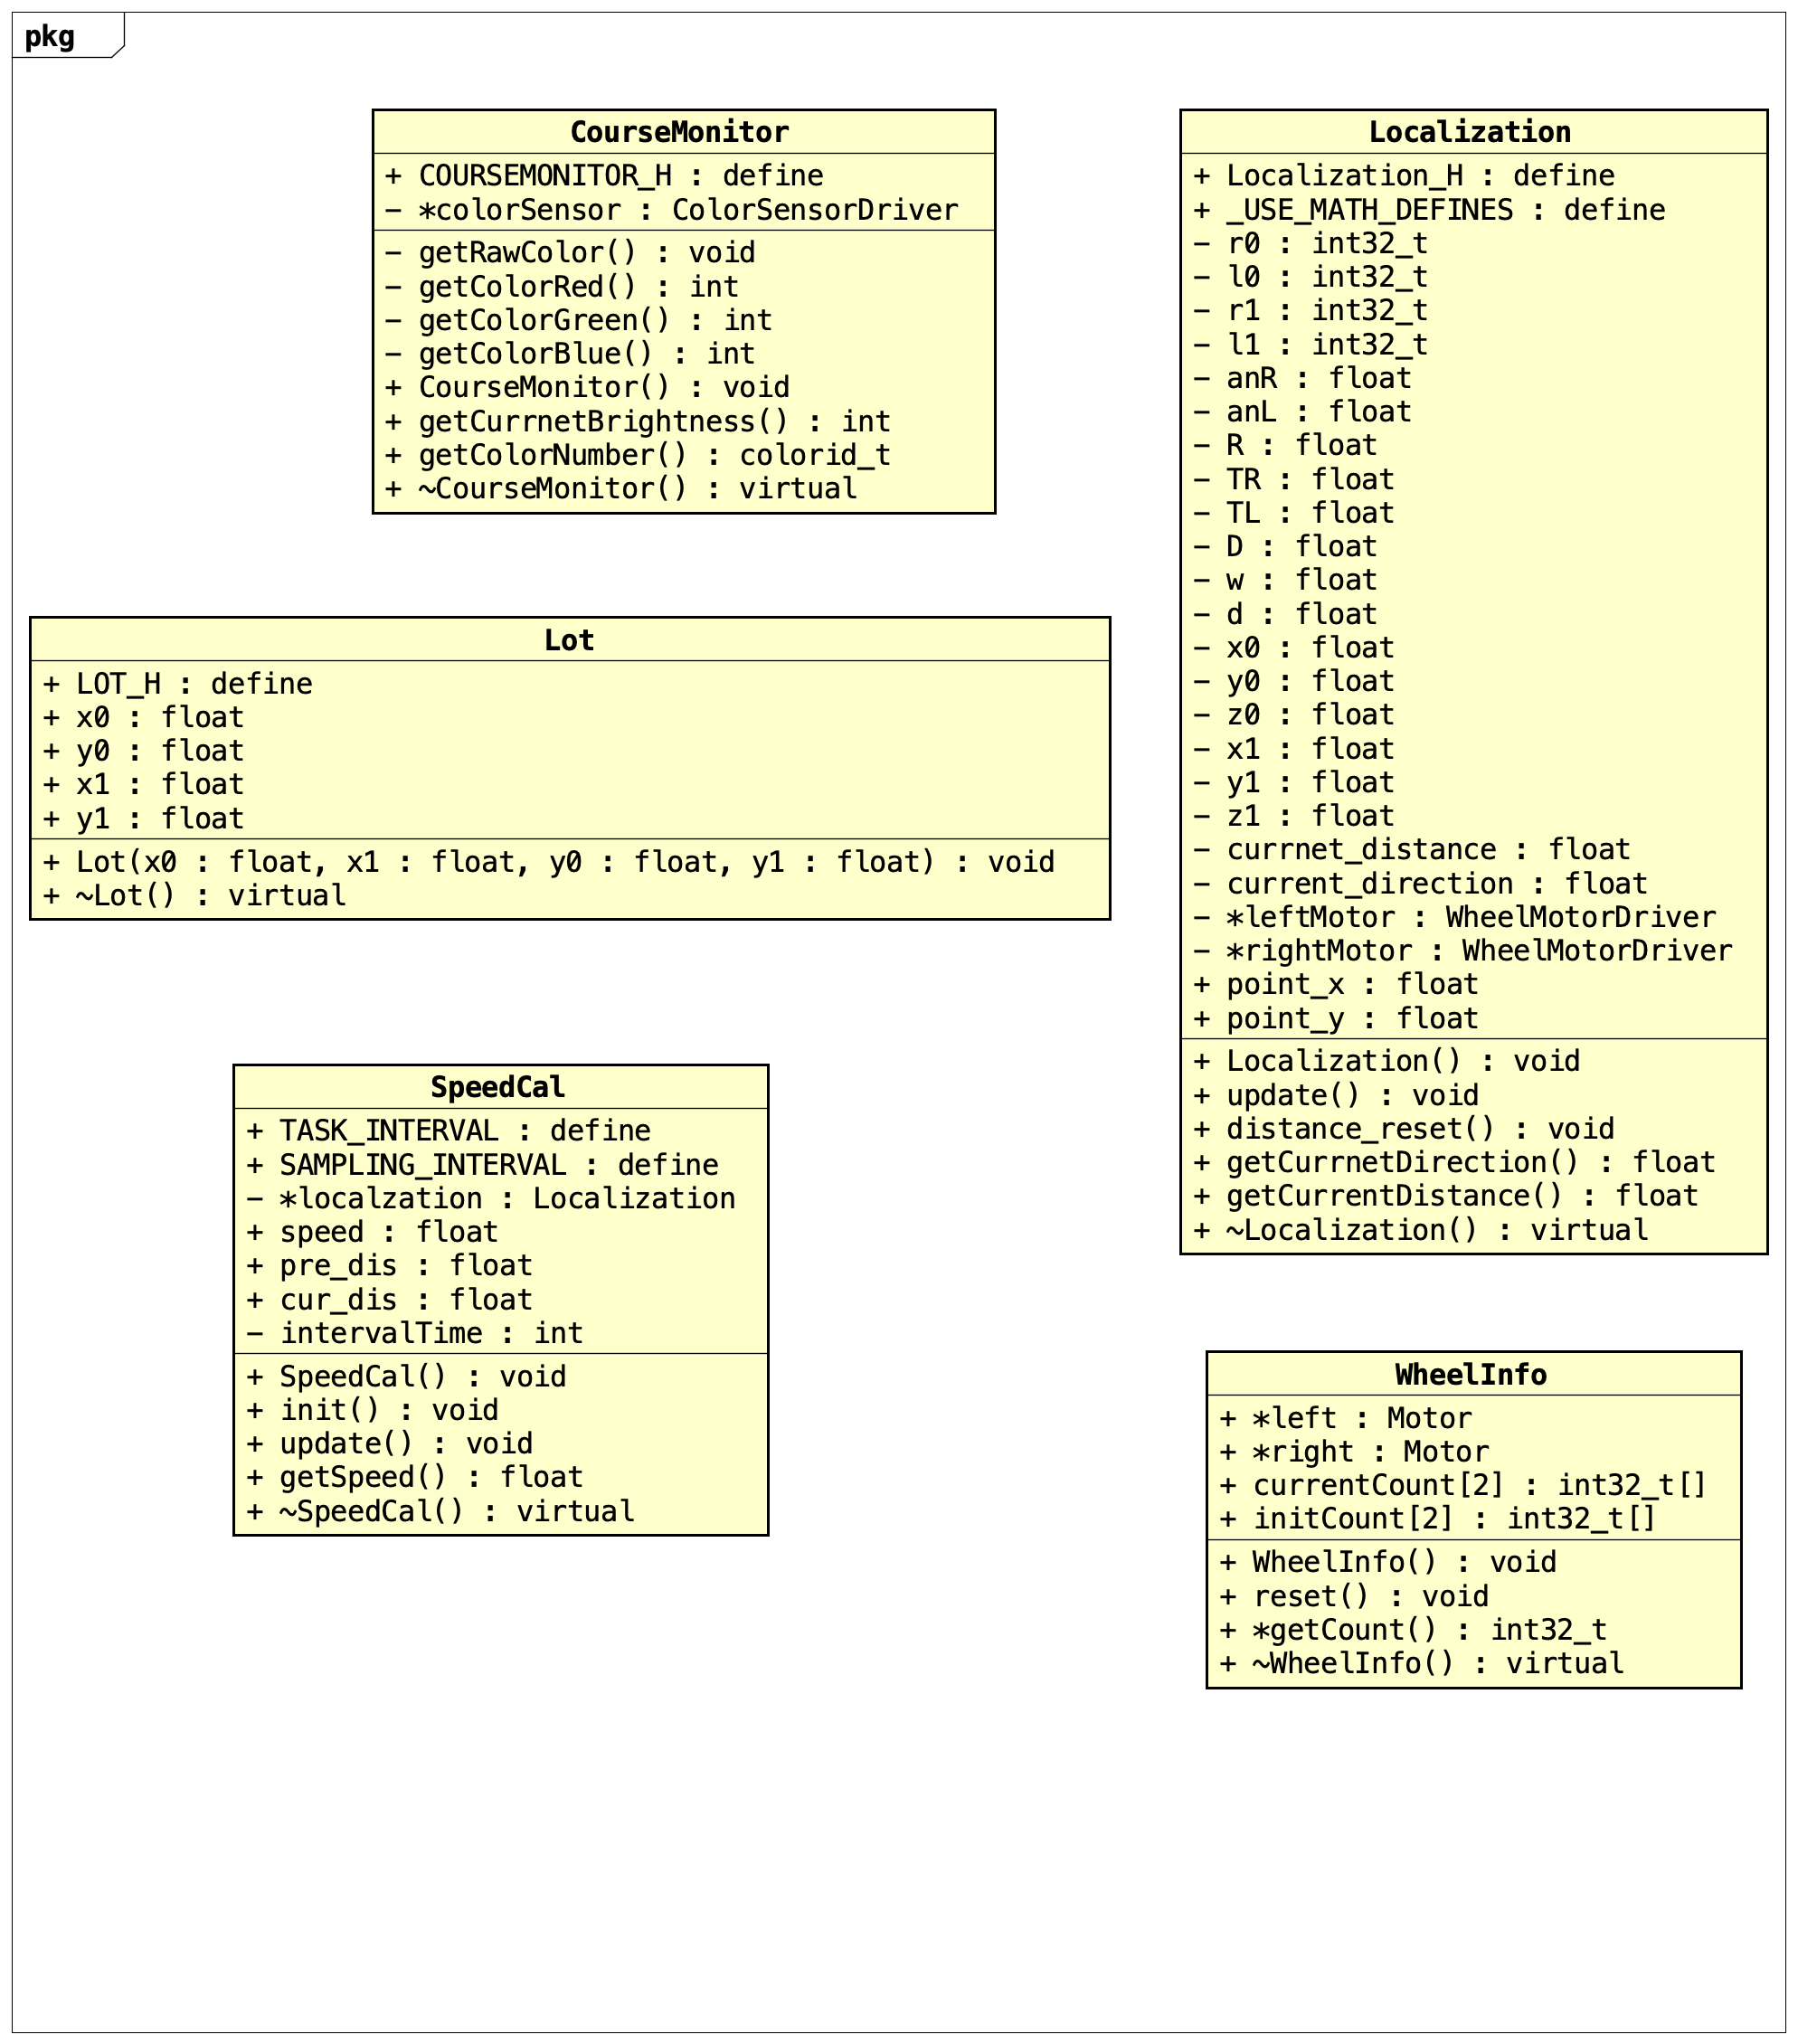 pkg
CourseMonitor
+ COURSEMONITOR_H : define
− *colorSensor : ColorSensorDriver
− getRawColor() : void
− getColorRed() : int
− getColorGreen() : int
− getColorBlue() : int
+ CourseMonitor() : void
+ getCurrnetBrightness() : int
+ getColorNumber() : colorid_t
+ ~CourseMonitor() : virtual
Localization
+ Localization_H : define
+ _USE_MATH_DEFINES : define
− r0 : int32_t
− l0 : int32_t
− r1 : int32_t
− l1 : int32_t
− anR : float
− anL : float
− R : float
− TR : float
− TL : float
− D : float
− w : float
− d : float
− x0 : float
− y0 : float
− z0 : float
− x1 : float
− y1 : float
− z1 : float
− currnet_distance : float
− current_direction : float
− *leftMotor : WheelMotorDriver
− *rightMotor : WheelMotorDriver
+ point_x : float
+ point_y : float
+ Localization() : void
+ update() : void
+ distance_reset() : void
+ getCurrnetDirection() : float
+ getCurrentDistance() : float
+ ~Localization() : virtual
Lot
+ LOT_H : define
+ x0 : float
+ y0 : float
+ x1 : float
+ y1 : float
+ Lot(x0 : float, x1 : float, y0 : float, y1 : float) : void
+ ~Lot() : virtual
SpeedCal
+ TASK_INTERVAL : define
+ SAMPLING_INTERVAL : define
− *localzation : Localization
+ speed : float
+ pre_dis : float
+ cur_dis : float
− intervalTime : int
+ SpeedCal() : void
+ init() : void
+ update() : void
+ getSpeed() : float
+ ~SpeedCal() : virtual
WheelInfo
+ *left : Motor
+ *right : Motor
+ currentCount[2] : int32_t[]
+ initCount[2] : int32_t[]
+ WheelInfo() : void
+ reset() : void
+ *getCount() : int32_t
+ ~WheelInfo() : virtual